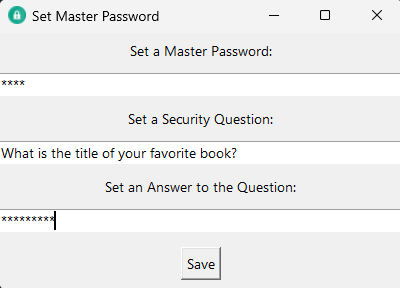 Set Master Password
Set a Master Password:
****
Set a Security Question:
What is the title of your favorite book?
Set an Answer to the Question:
*********
Save